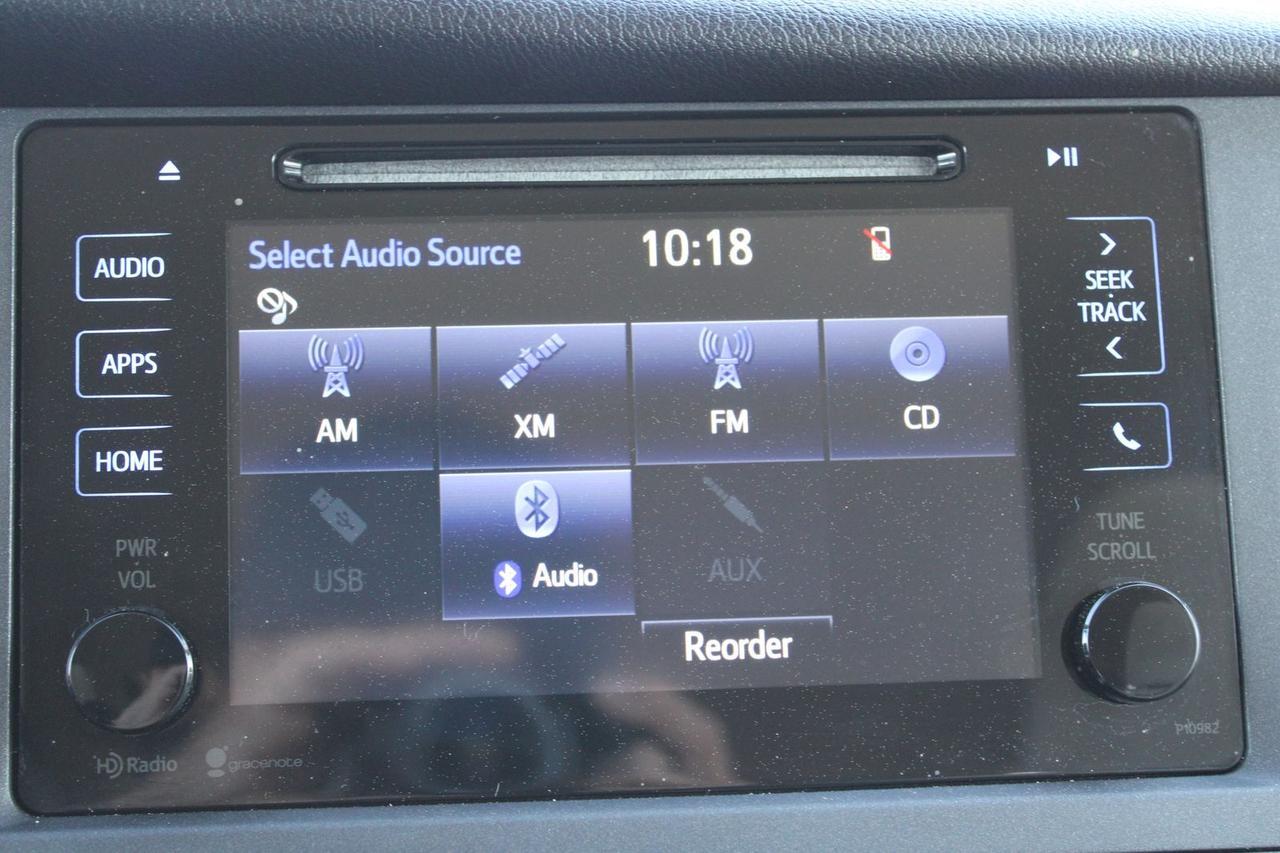 Select Audio Source
10:18
AUDIO
APPS
HOME
AM
XM
FM
CD
USB
Audio
AUX
Reorder
SEEK
TRACK
PWR
VOL
TUNE
SCROLL
HD Radio
gracenote
P10982